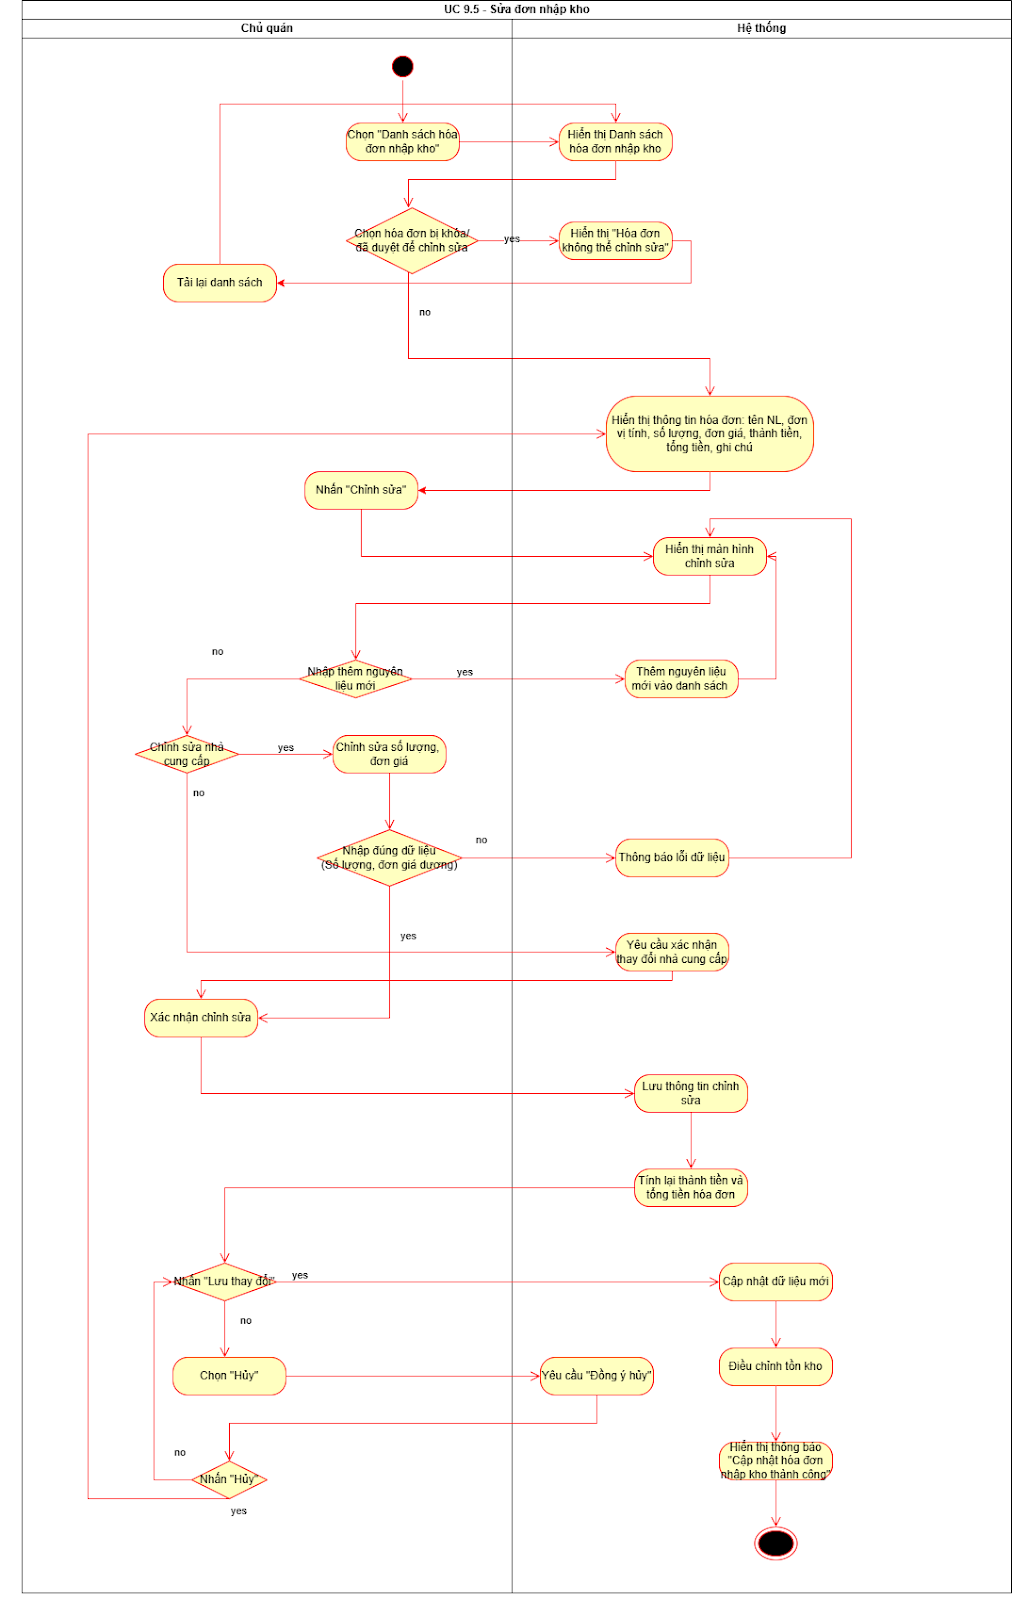 UC 9.5 - Sửa đơn nhập kho
Chủ quán
Hệ thống
Chọn "Danh sách hóa
đơn nhập kho"
Hiển thị Danh sách
hóa đơn nhập kho
Chọn hóa đơn bị khóa/
đã duyệt để chỉnh sửa
yes
Hiển thị "Hóa đơn
không thể chỉnh sửa"
Tải lại danh sách
no
Hiển thị thông tin hóa đơn: tên NL, đơn
vị tính, số lượng, đơn giá, thành tiền,
tổng tiền, ghi chú
Nhấn "Chỉnh sửa"
Hiển thị màn hình
chỉnh sửa
no
Nhập thêm nguyên
liệu mới
yes
Thêm nguyên liệu
mới vào danh sách
Chỉnh sửa nhà
cung cấp
yes
Chỉnh sửa số lượng,
đơn giá
no
Nhập đúng dữ liệu
(Số lượng, đơn giá dương)
no
Thông báo lỗi dữ liệu
yes
Yêu cầu xác nhận
thay đổi nhà cung cấp
Xác nhận chỉnh sửa
Lưu thông tin chỉnh
sửa
Tính lại thành tiền và
tổng tiền hóa đơn
Nhấn "Lưu thay đổi"
yes
Cập nhật dữ liệu mới
no
Chọn "Hủy"
Yêu cầu "Đồng ý hủy"
Điều chỉnh tồn kho
Hiển thị thông báo
"Cập nhật hóa đơn
nhập kho thành công"
no
Nhấn "Hủy"
yes